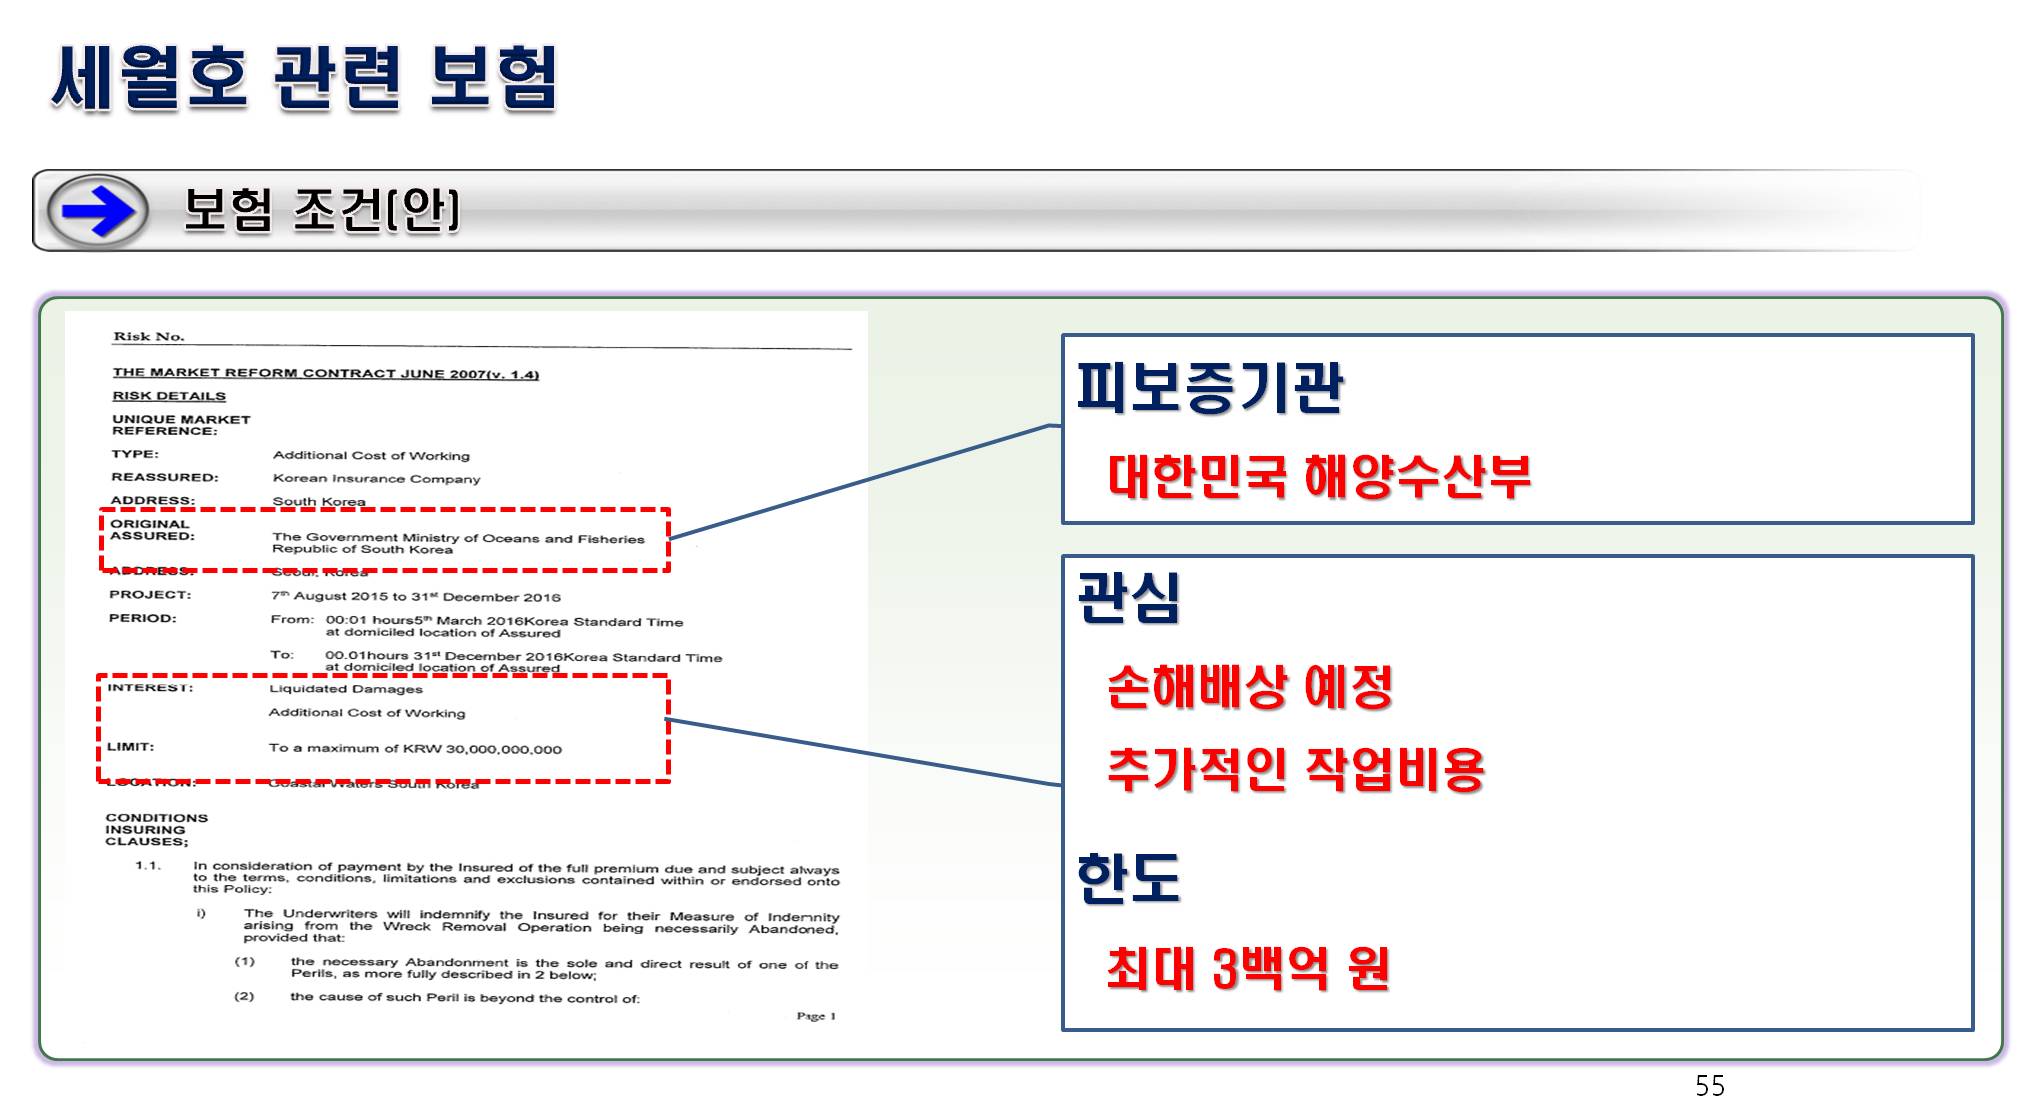 세월호 관련 보험
보험 조건(안)
Risk No.
THE MARKET REFORM CONTRACT JUNE 2007(v. 1.4)
RISK DETAILS
UNIQUE MARKET
REFERENCE:
TYPE: Additional Cost of Working
REASSURED: Korean Insurance Company
ADDRESS: South Korea
ORIGINAL
ASSURED: The Government Ministry of Oceans and Fisheries
Republic of South Korea
ADDRESS: Seoul, Korea
PROJECT: 7th August 2015 to 31st December 2016
PERIOD: From: 00:01 hours5th March 2016Korea Standard Time
at domiciled location of Assured
To: 00.01hours 31st December 2016Korea Standard Time
at domiciled location of Assured
INTEREST: Liquidated Damages
Additional Cost of Working
LIMIT: To a maximum of KRW 30,000,000,000
LOCATION: Coastal Waters South Korea
CONDITIONS
INSURING
CLAUSES;
1.1. In consideration of payment by the Insured of the full premium due and subject always
to the terms, conditions, limitations and exclusions contained within or endorsed onto
this Policy:
i) The Underwriters will indemnify the Insured for their Measure of Indemnity
arising from the Wreck Removal Operation being necessarily Abandoned,
provided that:
(1) the necessary Abandonment is the sole and direct result of one of the
Perils, as more fully described in 2 below;
(2) the cause of such Peril is beyond the control of:
Page 1
피보증기관
대한민국 해양수산부
관심
손해배상 예정
추가적인 작업비용
한도
최대 3백억 원
55